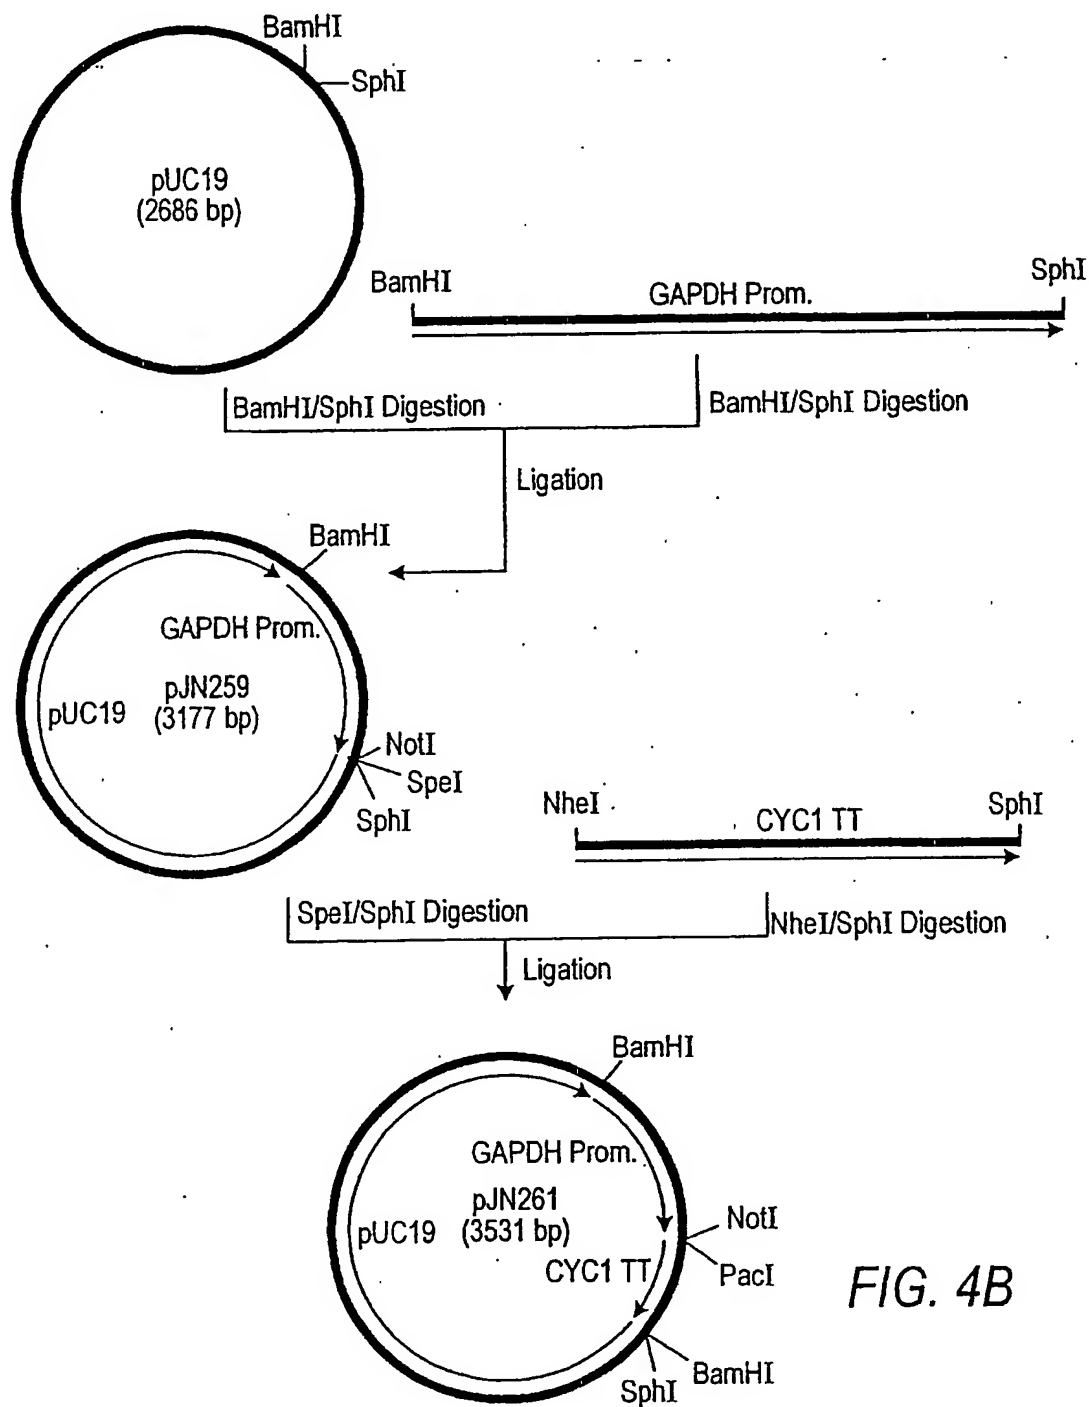 BamHI
SphI
pUC19
(2686 bp)
BamHI
GAPDH Prom.
SphI
BamHI/SphI Digestion
BamHI/SphI Digestion
Ligation
BamHI
GAPDH Prom.
pUC19
pJN259
(3177 bp)
NotI
SpeI
SphI
NheI
CYC1 TT
SphI
SpeI/SphI Digestion
NheI/SphI Digestion
Ligation
BamHI
GAPDH Prom.
pJN261
pUC19
(3531 bp)
NotI
CYC1 TT
PacI
BamHI
SphI
FIG. 4B